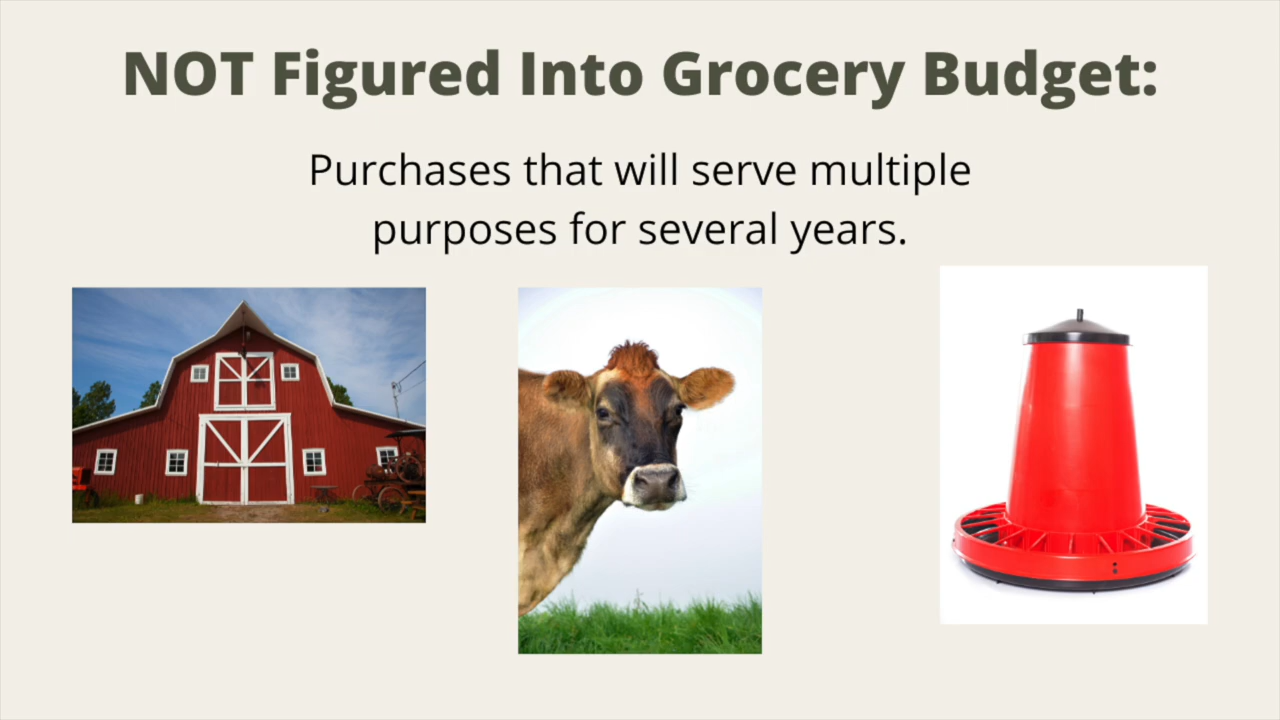 NOT Figured Into Grocery Budget:
Purchases that will serve multiple
purposes for several years.